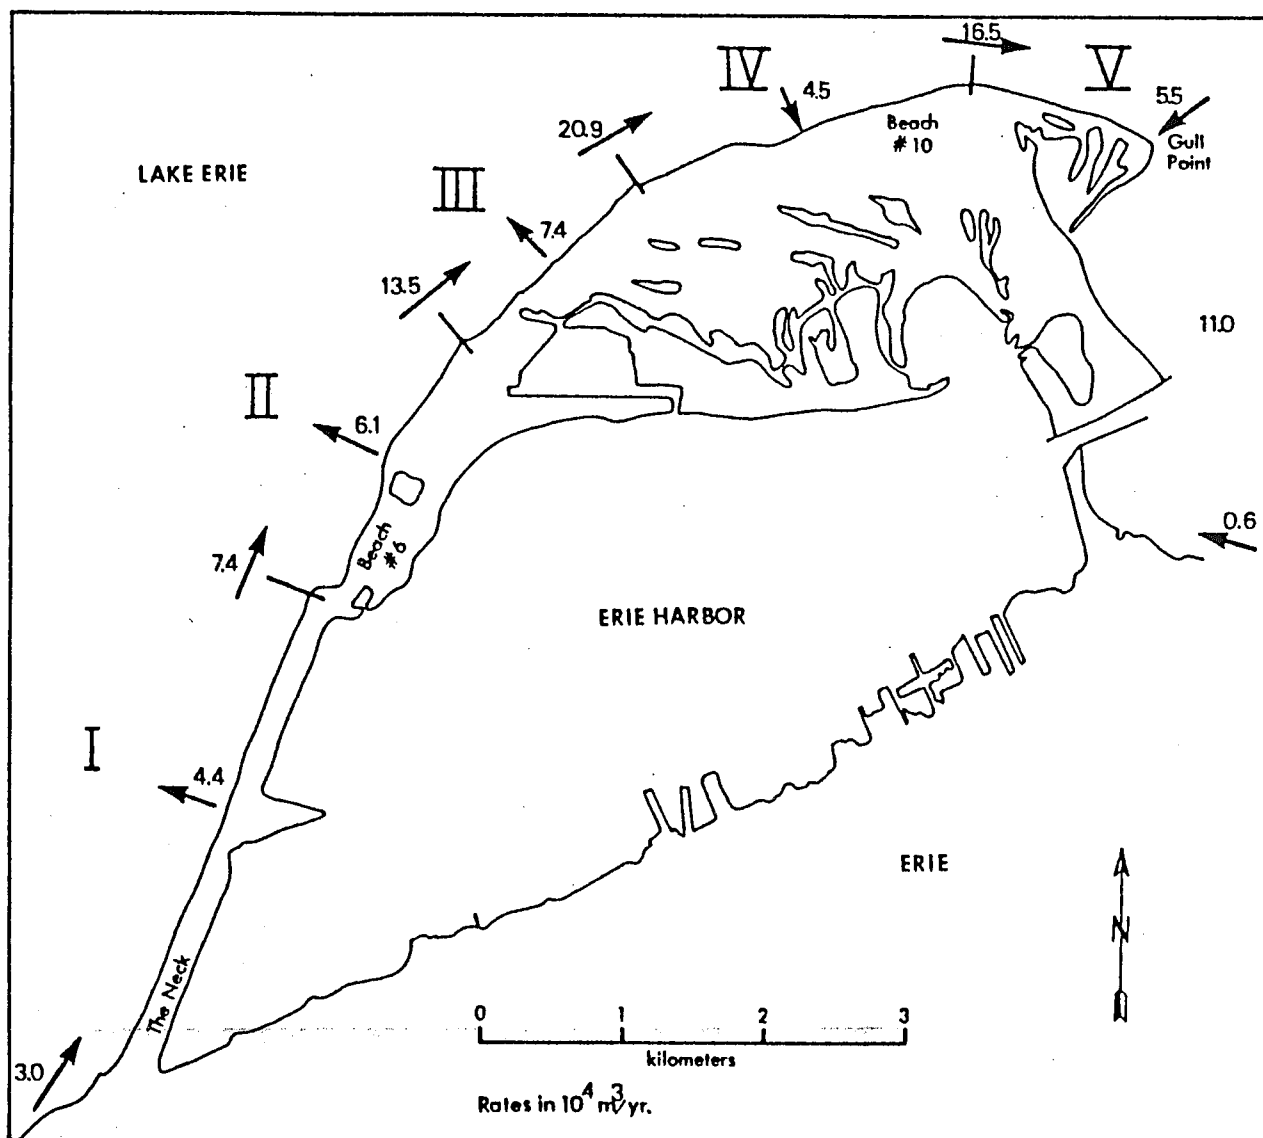 16.5
IV
V
4.5
5.5
20.9
Beach
#10
Gull
Point
LAKE ERIE
III
7.4
13.5
11.0
II
6.1
Beach
#6
7.4
0.6
ERIE HARBOR
I
4.4
ERIE
N
The Neck
0 1 2 3
kilometers
3.0
Rates in 10⁴ m³/yr.